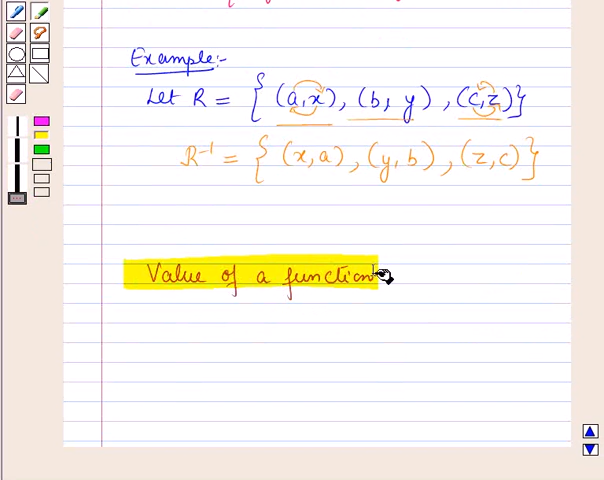 Example:-
Let R = { (a, x), (b, y), (c, z) }
R⁻¹ = { (x, a), (y, b), (z, c) }
Value of a function